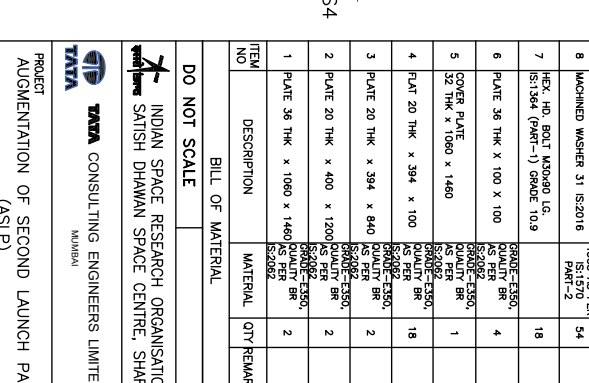 8 MACHINED WASHER 31 IS:2016 IS:1570 PART-2 54
7 HEX. HD. BOLT M30x90 LG.
IS:1364 (PART-1) GRADE 10.9 18
6 PLATE 36 THK x 100 X 100 GRADE-E350,
QUALITY BR
AS PER
IS:2062 4
5 COVER PLATE
32 THK x 1060 x 1460 GRADE-E350,
QUALITY BR
AS PER
IS:2062 1
4 FLAT 20 THK x 394 x 100 GRADE-E350,
QUALITY BR
AS PER
IS:2062 18
3 PLATE 20 THK x 394 x 840 GRADE-E350,
QUALITY BR
AS PER
IS:2062 2
2 PLATE 20 THK x 400 x 1200 GRADE-E350,
QUALITY BR
AS PER
IS:2062 2
1 PLATE 36 THK x 1060 x 1460 GRADE-E350,
QUALITY BR
AS PER
IS:2062 2
ITEM
NO DESCRIPTION MATERIAL QTY REMAR
BILL OF MATERIAL
DO NOT SCALE
INDIAN SPACE RESEARCH ORGANISATIO
SATISH DHAWAN SPACE CENTRE, SHAR
TATA
TATA CONSULTING ENGINEERS LIMITE
MUMBAI
PROJECT
AUGMENTATION OF SECOND LAUNCH PA
(ASLP)
64